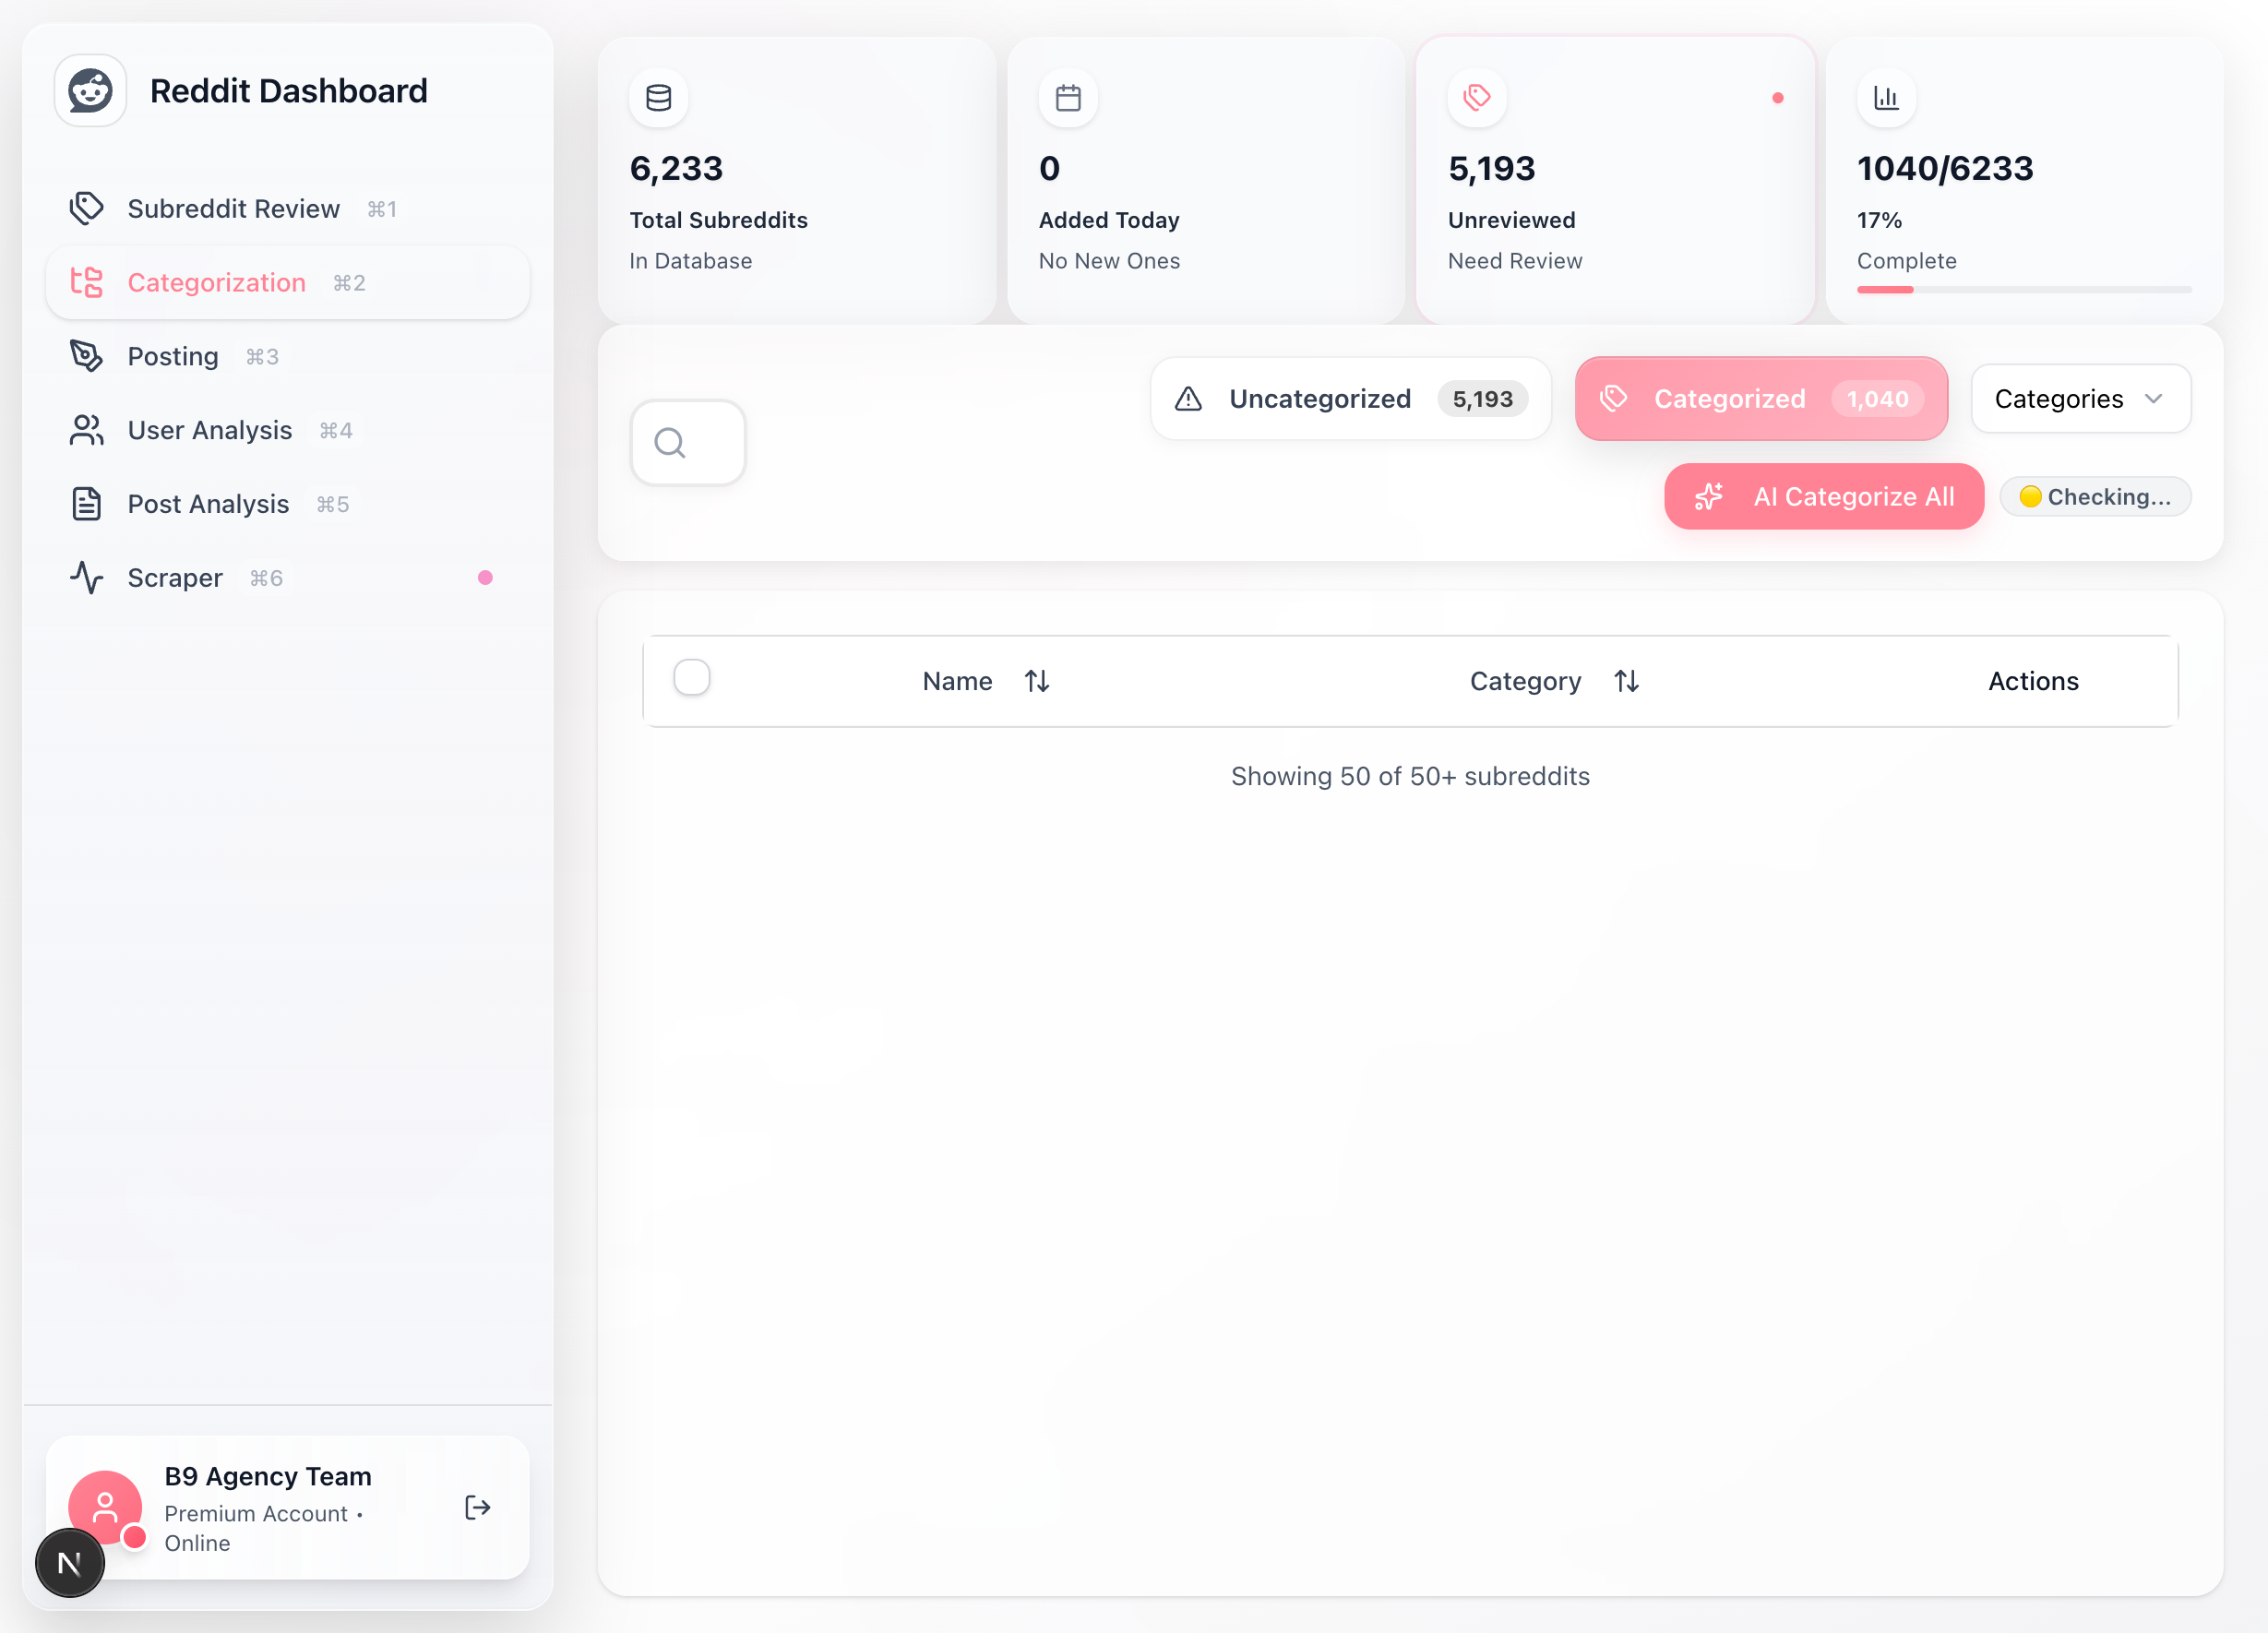 Reddit Dashboard
Subreddit Review ⌘1
Categorization ⌘2
Posting ⌘3
User Analysis ⌘4
Post Analysis ⌘5
Scraper ⌘6
B9 Agency Team
Premium Account •
Online
N
6,233
Total Subreddits
In Database
0
Added Today
No New Ones
5,193
Unreviewed
Need Review
1040/6233
17%
Complete
Uncategorized 5,193
Categorized 1,040
Categories
AI Categorize All
Checking...
Name
Category
Actions
Showing 50 of 50+ subreddits